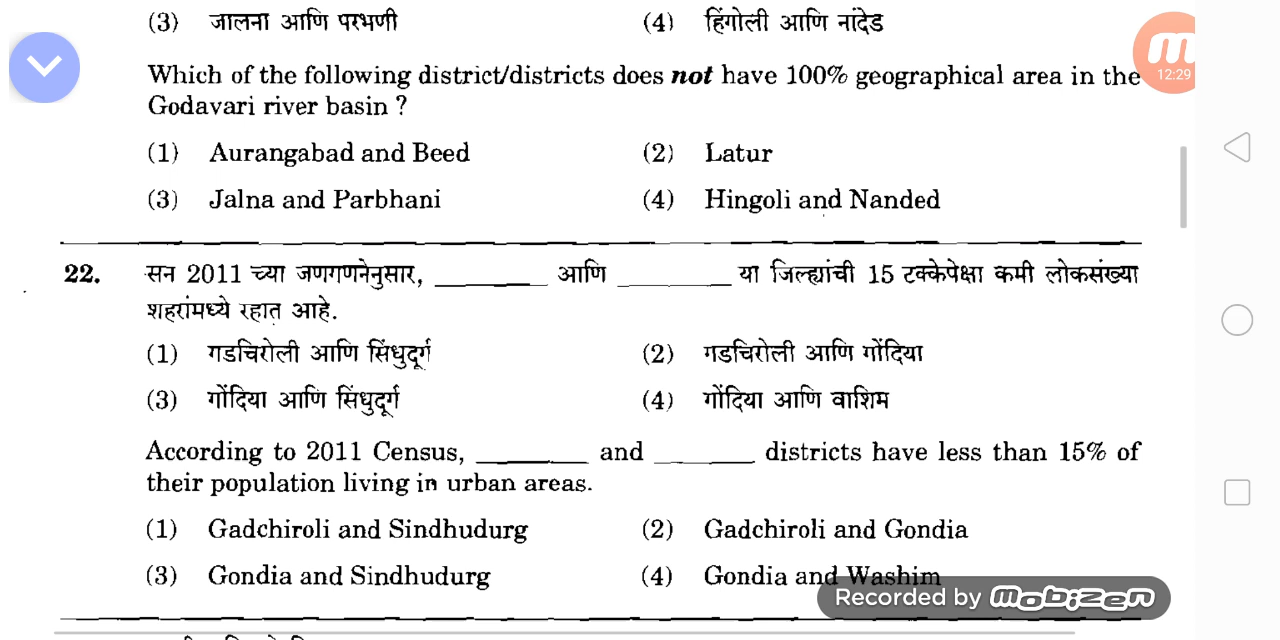 (3) जालना आणि परभणी (4) हिंगोली आणि नांदेड
Which of the following district/districts does not have 100% geographical area in the
Godavari river basin ?
(1) Aurangabad and Beed (2) Latur
(3) Jalna and Parbhani (4) Hingoli and Nanded
12:29
22. सन 2011 च्या जणगणनेनुसार, ________ आणि ________ या जिल्ह्यांची 15 टक्केपेक्षा कमी लोकसंख्या
शहरांमध्ये रहात आहे.
(1) गडचिरोली आणि सिंधुदूर्ग (2) गडचिरोली आणि गोंदिया
(3) गोंदिया आणि सिंधुदूर्ग (4) गोंदिया आणि वाशिम
According to 2011 Census, ________ and ________ districts have less than 15% of
their population living in urban areas.
(1) Gadchiroli and Sindhudurg (2) Gadchiroli and Gondia
(3) Gondia and Sindhudurg (4) Gondia and Washim
Recorded by mobizen